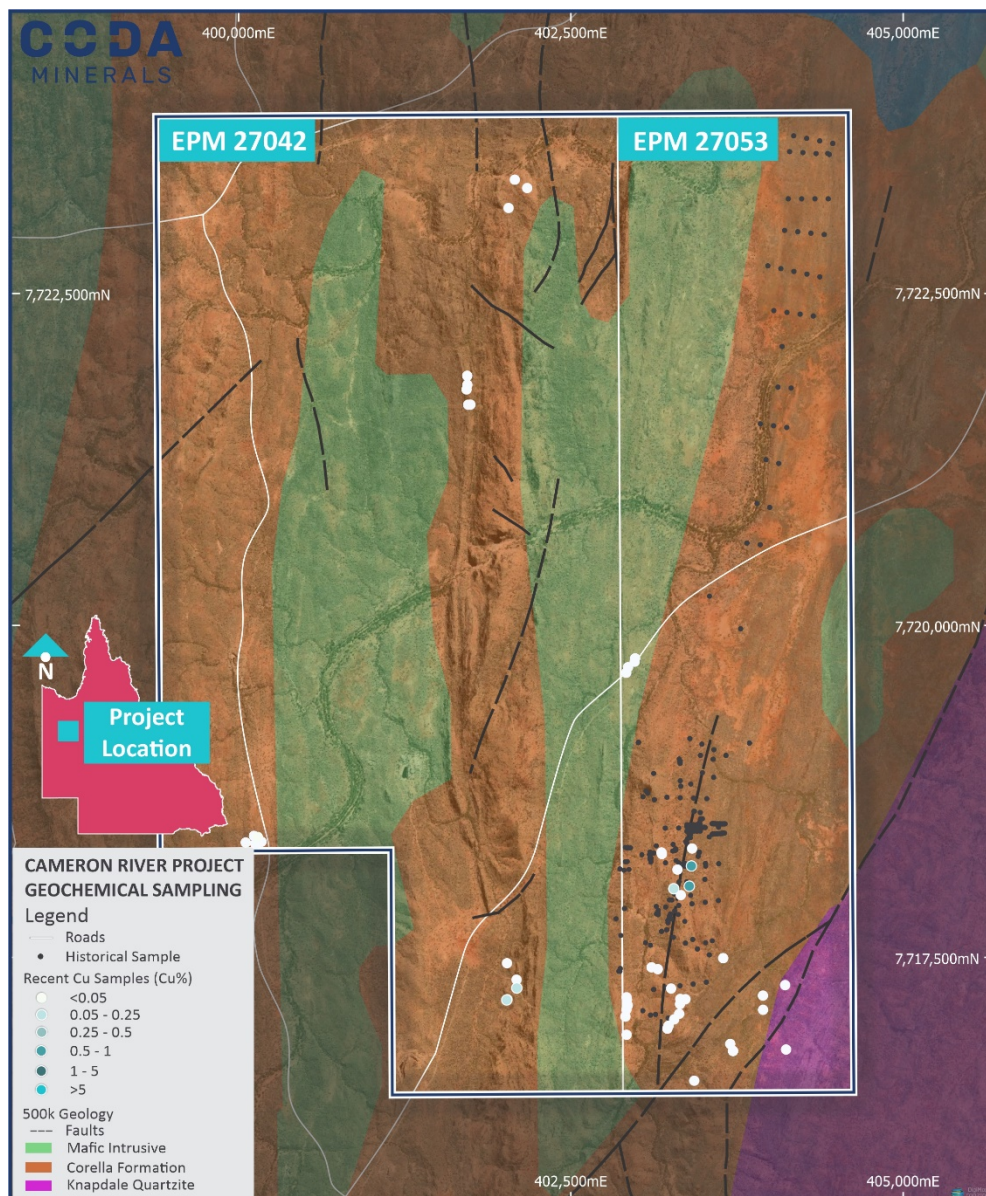 CODA
MINERALS
400,000mE
402,500mE
405,000mE
EPM 27042
EPM 27053
7,722,500mN
7,722,500mN
7,720,000mN
N
Project
Location
CAMERON RIVER PROJECT
GEOCHEMICAL SAMPLING
Legend
Roads
Historical Sample
Recent Cu Samples (Cu%)
<0.05
0.05 - 0.25
0.25 - 0.5
0.5 - 1
1 - 5
>5
500k Geology
Faults
Mafic Intrusive
Corella Formation
Knapdale Quartzite
7,717,500mN
402,500mE
405,000mE